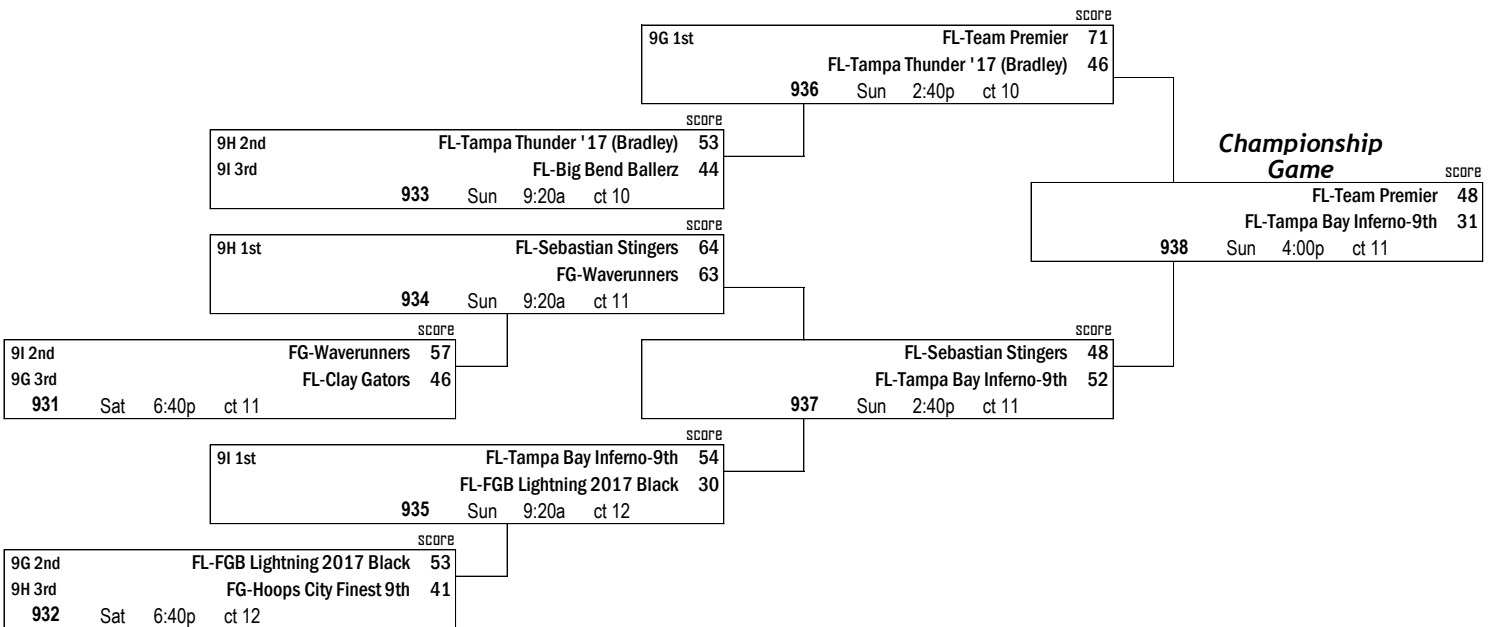 score
9G 1st FL-Team Premier 71
FL-Tampa Thunder '17 (Bradley) 46
936 Sun 2:40p ct 10
score
9H 2nd FL-Tampa Thunder '17 (Bradley) 53
9I 3rd FL-Big Bend Ballerz 44
933 Sun 9:20a ct 10
Championship
Game score
FL-Team Premier 48
FL-Tampa Bay Inferno-9th 31
938 Sun 4:00p ct 11
score
9H 1st FL-Sebastian Stingers 64
FG-Waverunners 63
934 Sun 9:20a ct 11
score
9I 2nd FG-Waverunners 57
9G 3rd FL-Clay Gators 46
931 Sat 6:40p ct 11
score
FL-Sebastian Stingers 48
FL-Tampa Bay Inferno-9th 52
937 Sun 2:40p ct 11
score
9I 1st FL-Tampa Bay Inferno-9th 54
FL-FGB Lightning 2017 Black 30
935 Sun 9:20a ct 12
score
9G 2nd FL-FGB Lightning 2017 Black 53
9H 3rd FG-Hoops City Finest 9th 41
932 Sat 6:40p ct 12